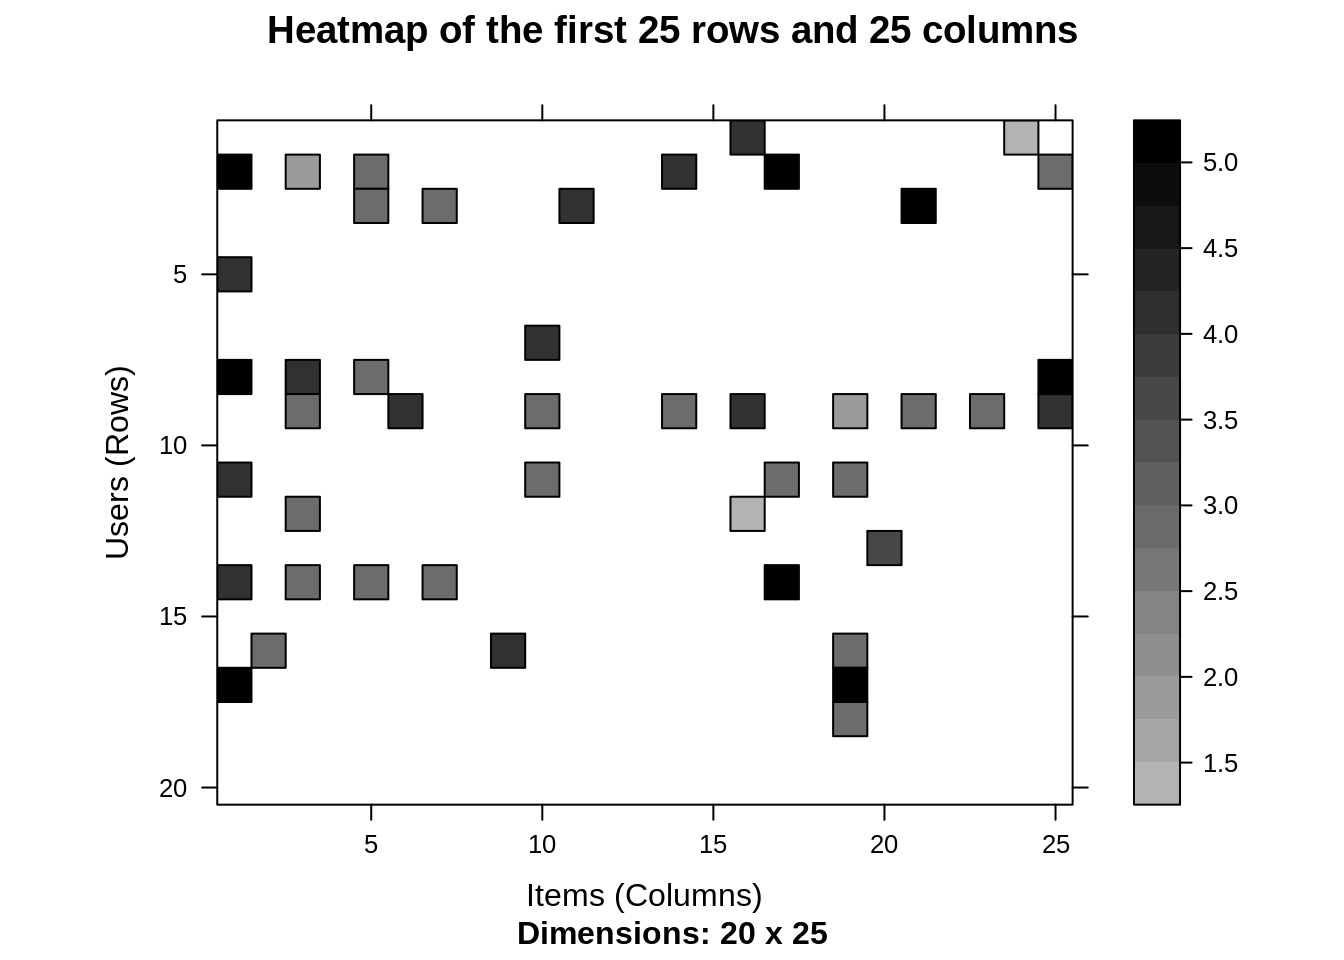 Heatmap of the first 25 rows and 25 columns
5.0
4.5
5
4.0
3.5
10
Users (Rows)
3.0
2.5
15
2.0
1.5
20
5 10 15 20 25
Items (Columns)
Dimensions: 20 x 25